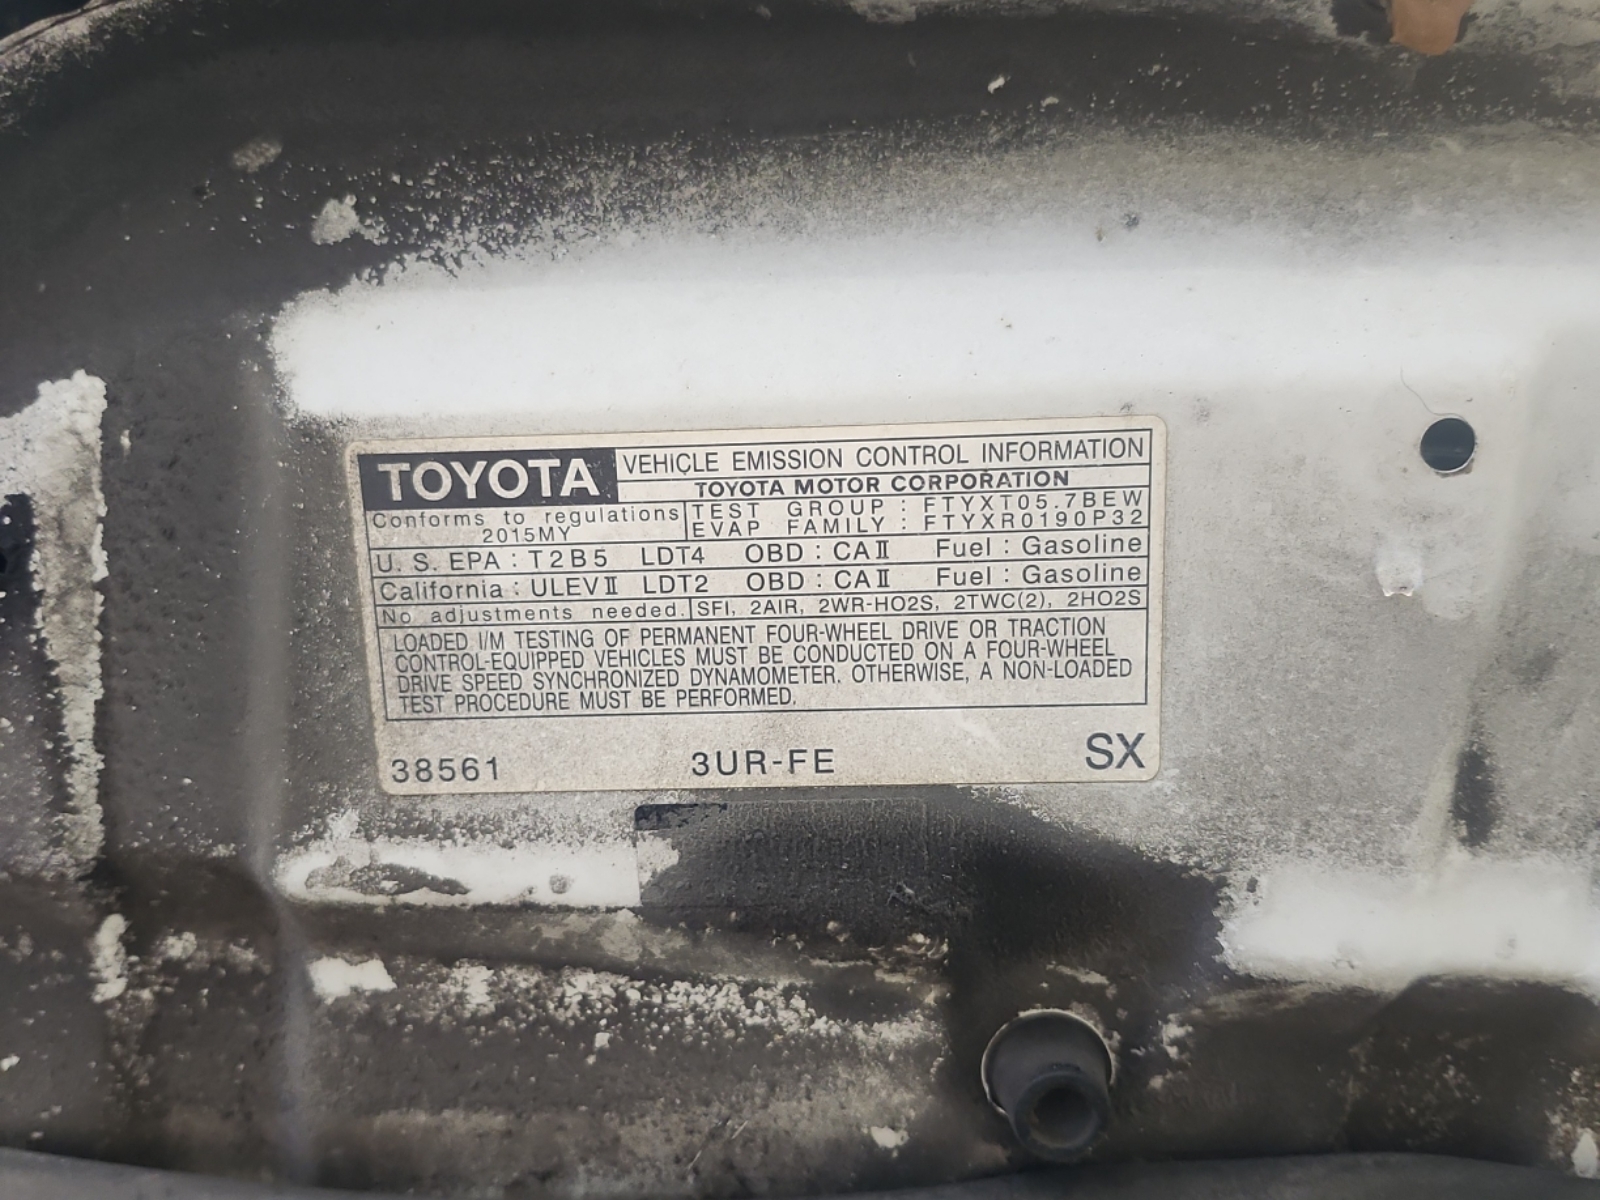 TOYOTA VEHICLE EMISSION CONTROL INFORMATION
TOYOTA MOTOR CORPORATION
Conforms to regulations
2015MY
TEST GROUP : FTYXT05.7BEW
EVAP FAMILY : FTYXR0190P32
U.S. EPA : T2B5 LDT4 OBD : CAⅡ Fuel : Gasoline
California : ULEVⅡ LDT2 OBD : CAⅡ Fuel : Gasoline
No adjustments needed. SFI, 2AIR, 2WR-HO2S, 2TWC(2), 2HO2S
LOADED I/M TESTING OF PERMANENT FOUR-WHEEL DRIVE OR TRACTION
CONTROL-EQUIPPED VEHICLES MUST BE CONDUCTED ON A FOUR-WHEEL
DRIVE SPEED SYNCHRONIZED DYNAMOMETER. OTHERWISE, A NON-LOADED
TEST PROCEDURE MUST BE PERFORMED.
38561 3UR-FE SX